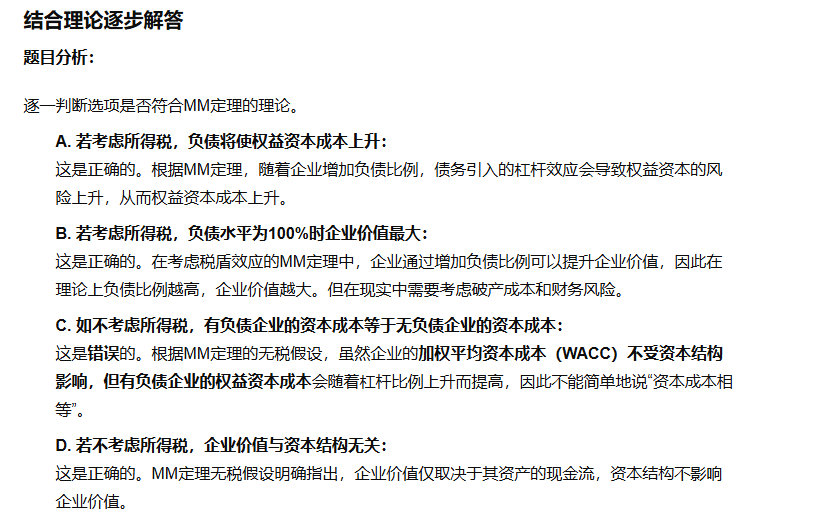 结合理论逐步解答
题目分析：
逐一判断选项是否符合MM定理的理论。
A. 若考虑所得税，负债将使权益资本成本上升：
这是正确的。根据MM定理，随着企业增加负债比例，债务引入的杠杆效应会导致权益资本的风
险上升，从而权益资本成本上升。
B. 若考虑所得税，负债水平为100%时企业价值最大：
这是正确的。在考虑税盾效应的MM定理中，企业通过增加负债比例可以提升企业价值，因此在
理论上负债比例越高，企业价值越大。但在现实中需要考虑破产成本和财务风险。
C. 如不考虑所得税，有负债企业的资本成本等于无负债企业的资本成本：
这是错误的。根据MM定理的无税假设，虽然企业的加权平均资本成本（WACC）不受资本结构
影响，但有负债企业的权益资本成本会随着杠杆比例上升而提高，因此不能简单地说“资本成本相
等”。
D. 若不考虑所得税，企业价值与资本结构无关：
这是正确的。MM定理无税假设明确指出，企业价值仅取决于其资产的现金流，资本结构不影响
企业价值。